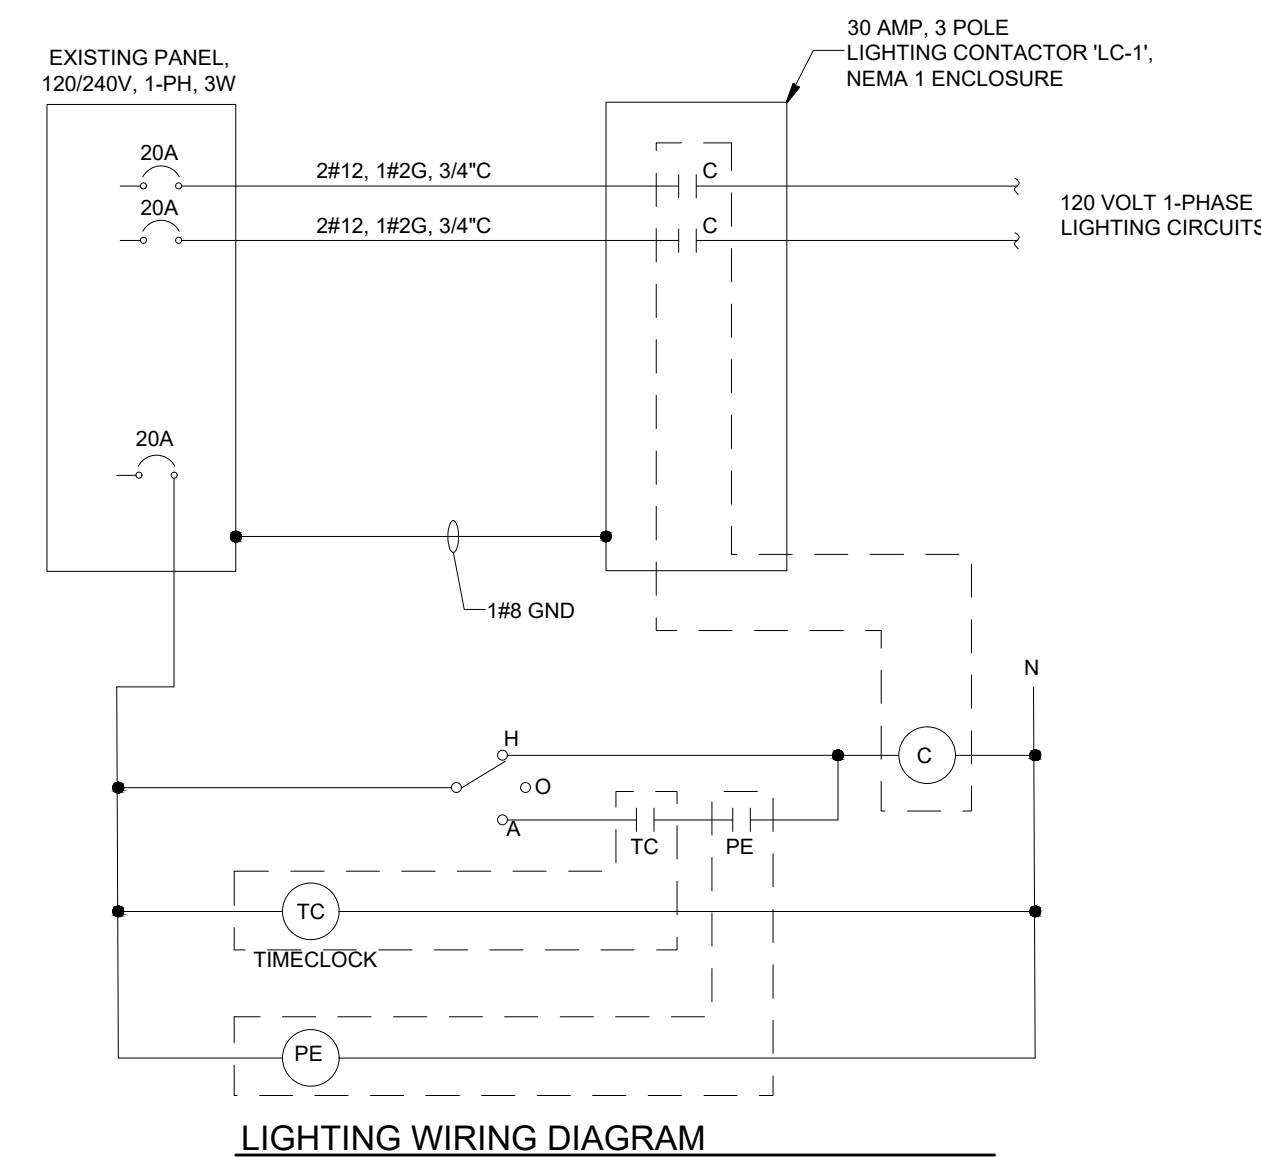 30 AMP, 3 POLE
LIGHTING CONTACTOR 'LC-1',
NEMA 1 ENCLOSURE
EXISTING PANEL,
120/240V, 1-PH, 3W
20A
2#12, 1#2G, 3/4"C
C
20A
2#12, 1#2G, 3/4"C
C
120 VOLT 1-PHASE
LIGHTING CIRCUITS
20A
1#8 GND
N
H
C
O
A
TC
PE
TC
TIMECLOCK
PE
LIGHTING WIRING DIAGRAM